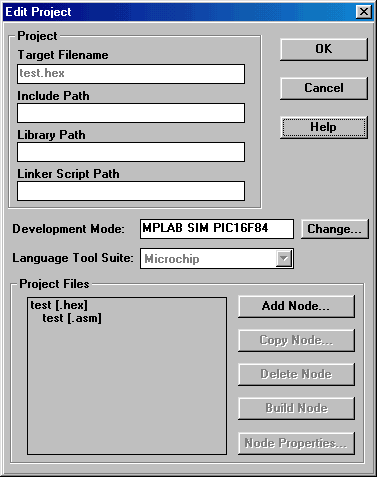 Edit Project
Project
Target Filename
test.hex
Include Path
Library Path
Linker Script Path
OK
Cancel
Help
Development Mode: MPLAB SIM PIC16F84 Change...
Language Tool Suite: Microchip
Project Files
test [.hex]
test [.asm]
Add Node...
Copy Node...
Delete Node
Build Node
Node Properties...